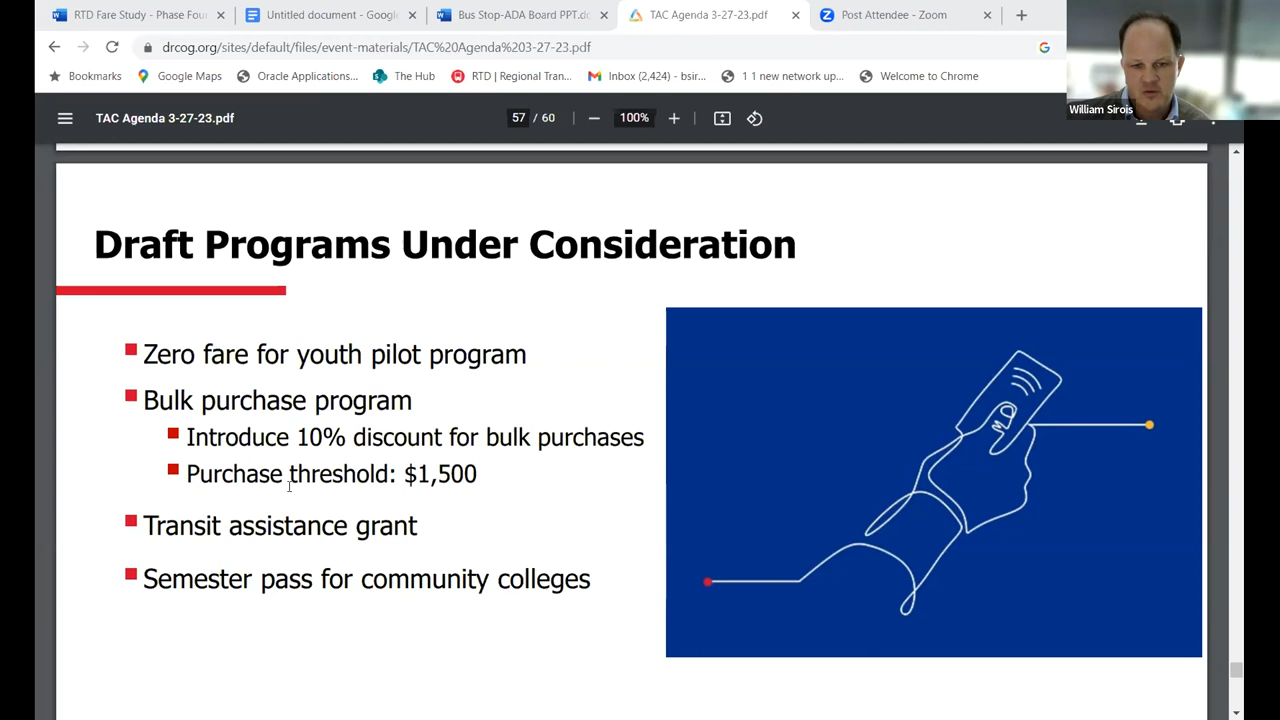 RTD Fare Study - Phase Four
Untitled document - Google
Bus Stop-ADA Board PPT.do
TAC Agenda 3-27-23.pdf
Post Attendee - Zoom
drcog.org/sites/default/files/event-materials/TAC%20Agenda%203-27-23.pdf
Bookmarks
Google Maps
Oracle Applications...
The Hub
RTD | Regional Tran...
Inbox (2,424) - bsir...
1 1 new network up...
Welcome to Chrome
William Sirois
TAC Agenda 3-27-23.pdf
57 / 60
100%
Draft Programs Under Consideration
Zero fare for youth pilot program
Bulk purchase program
Introduce 10% discount for bulk purchases
Purchase threshold: $1,500
Transit assistance grant
Semester pass for community colleges